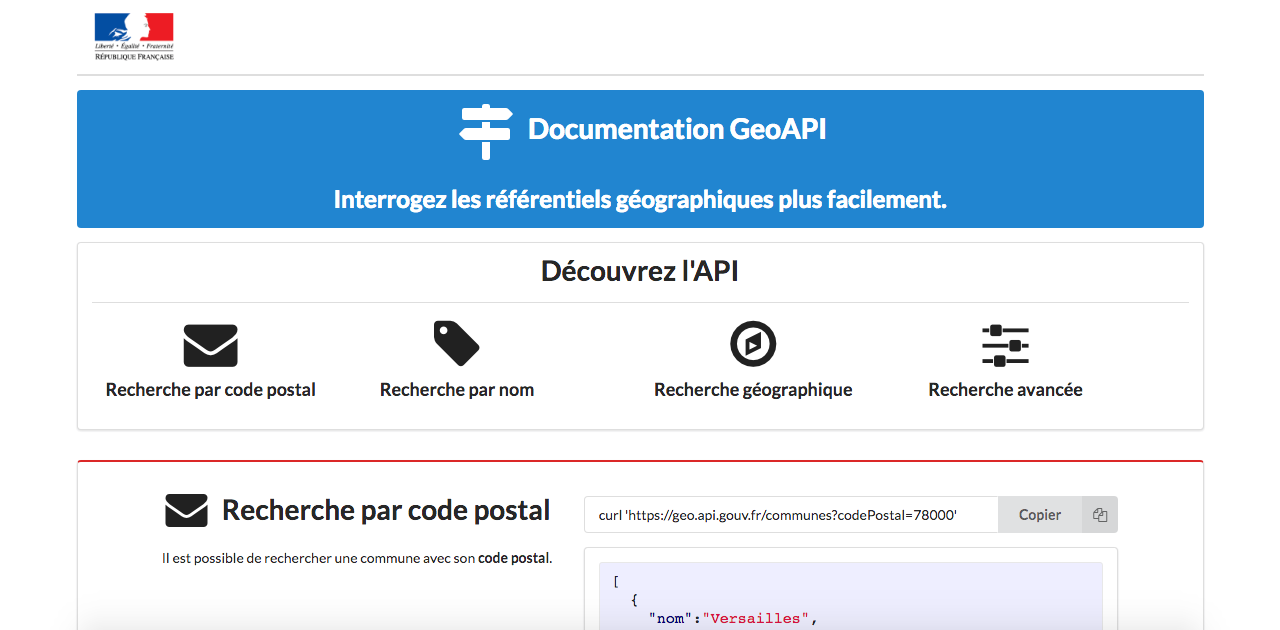 Liberté • Égalité • Fraternité
RÉPUBLIQUE FRANÇAISE
Documentation GeoAPI
Interrogez les référentiels géographiques plus facilement.
Découvrez l'API
Recherche par code postal
Recherche par nom
Recherche géographique
Recherche avancée
Recherche par code postal
Il est possible de rechercher une commune avec son code postal.
curl 'https://geo.api.gouv.fr/communes?codePostal=78000'
Copier
[
{
"nom":"Versailles",